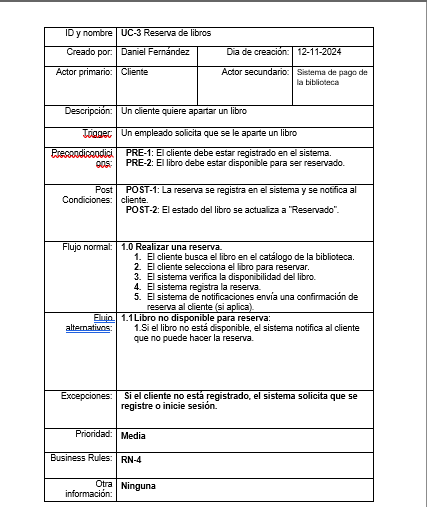 ID y nombre UC-3 Reserva de libros
Creado por: Daniel Fernández Dia de creación: 12-11-2024
Actor primario: Cliente Actor secundario: Sistema de pago de
la biblioteca
Descripción: Un cliente quiere apartar un libro
Trigger: Un empleado solicita que se le aparte un libro
Precondicondici PRE-1: El cliente debe estar registrado en el sistema.
ons: PRE-2: El libro debe estar disponible para ser reservado.
Post POST-1: La reserva se registra en el sistema y se notifica al
Condiciones: cliente.
POST-2: El estado del libro se actualiza a "Reservado".
Flujo normal: 1.0 Realizar una reserva.
1. El cliente busca el libro en el catálogo de la biblioteca.
2. El cliente selecciona el libro para reservar.
3. El sistema verifica la disponibilidad del libro.
4. El sistema registra la reserva.
5. El sistema de notificaciones envía una confirmación de
reserva al cliente (si aplica).
Flujo 1.1Libro no disponible para reserva:
alternativos: 1.Si el libro no está disponible, el sistema notifica al cliente
que no puede hacer la reserva.
Excepciones: Si el cliente no está registrado, el sistema solicita que se
registre o inicie sesión.
Prioridad: Media
Business Rules: RN-4
Otra Ninguna
información: